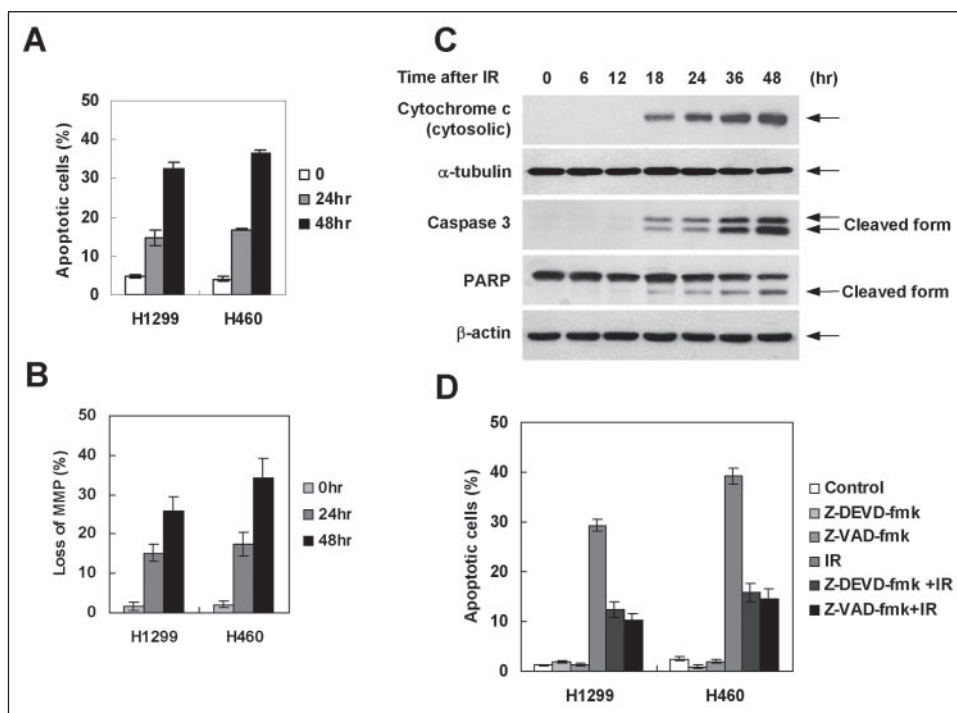 A
Apoptotic cells (%)
50
40
30
20
10
0
H1299 H460
0
24hr
48hr
B
Loss of MMP (%)
50
40
30
20
10
0
H1299 H460
0hr
24hr
48hr
C
Time after IR 0 6 12 18 24 36 48 (hr)
Cytochrome c
(cytosolic)
α-tubulin
Caspase 3 Cleaved form
PARP Cleaved form
β-actin
D
Apoptotic cells (%)
50
40
30
20
10
0
H1299 H460
Control
Z-DEVD-fmk
Z-VAD-fmk
IR
Z-DEVD-fmk +IR
Z-VAD-fmk+IR